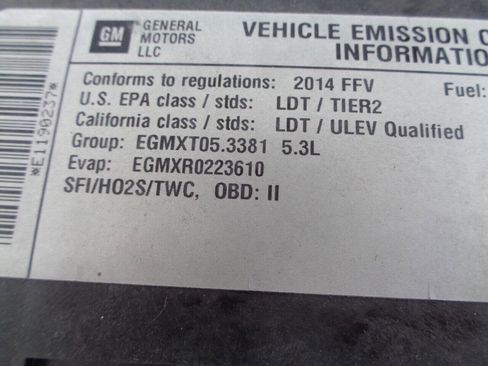 GM
GENERAL
MOTORS
LLC
VEHICLE EMISSION
INFORMATIO
Conforms to regulations: 2014 FFV Fuel:
U.S. EPA class / stds: LDT / TIER2
California class / stds: LDT / ULEV Qualified
Group: EGMXT05.3381 5.3L
Evap: EGMXR0223610
SFI/HO2S/TWC, OBD: II
*E1190237*